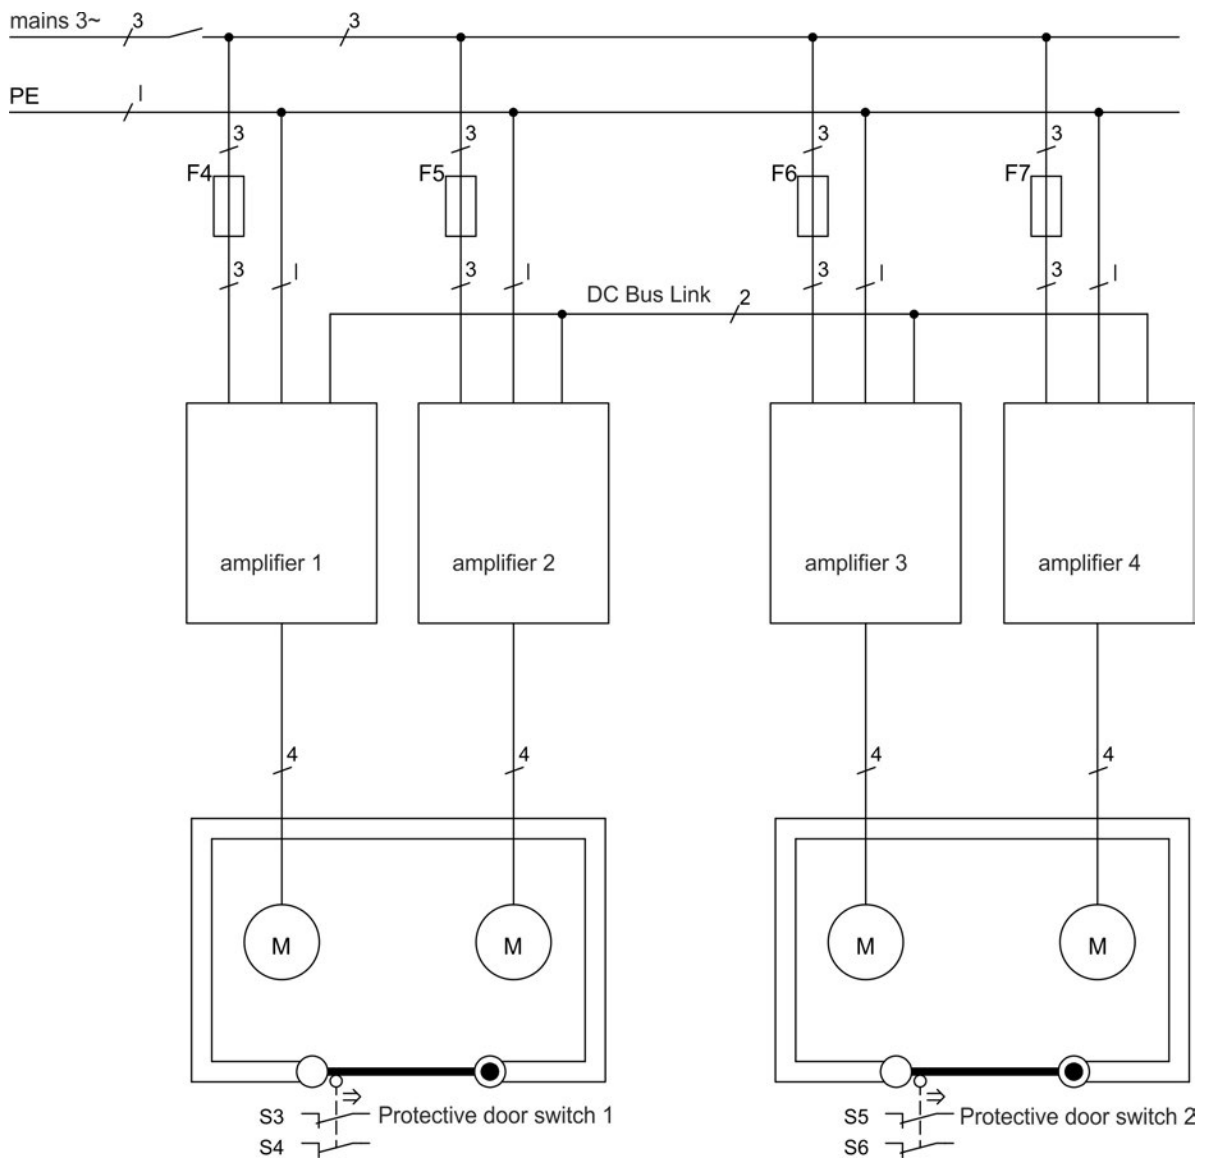 mains 3~ 3 3
PE |
3 3 3 3
F4 F5 F6 F7
3 | 3 | 3 | 3 |
DC Bus Link 2
amplifier 1 amplifier 2 amplifier 3 amplifier 4
4 4 4 4
M M M M
S3 Protective door switch 1 S5 Protective door switch 2
S4 S6